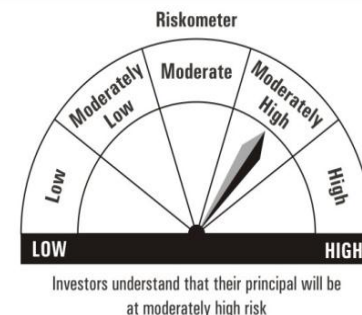 Riskometer
Low
Moderately
Low
Moderate
Moderately
High
High
LOW
HIGH
Investors understand that their principal will be
at moderately high risk